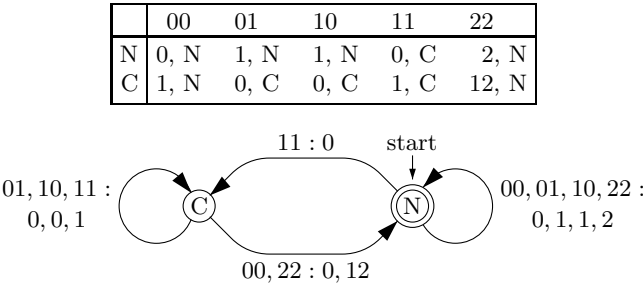 00 01 10 11 22
N 0, N 1, N 1, N 0, C 2, N
C 1, N 0, C 0, C 1, C 12, N
11 : 0
start
01, 10, 11 :
0, 0, 1
C
N
00, 01, 10, 22 :
0, 1, 1, 2
00, 22 : 0, 12